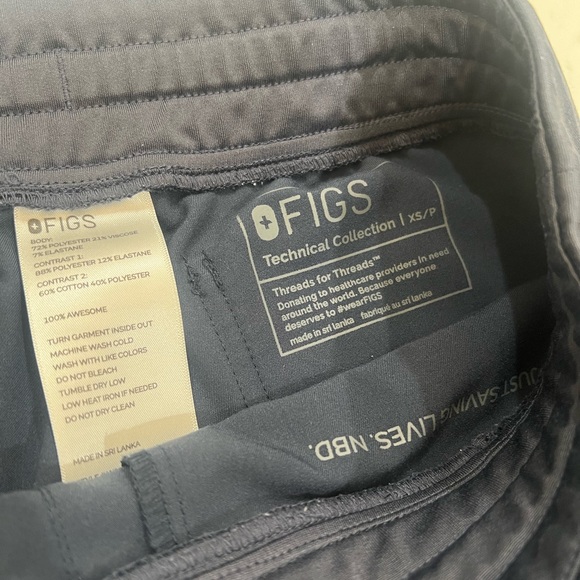 FIGS
BODY:
72% POLYESTER 21% VISCOSE
7% ELASTANE
CONTRAST 1:
88% POLYESTER 12% ELASTANE
CONTRAST 2:
60% COTTON 40% POLYESTER
100% AWESOME
TURN GARMENT INSIDE OUT
MACHINE WASH COLD
WASH WITH LIKE COLORS
DO NOT BLEACH
TUMBLE DRY LOW
LOW HEAT IRON IF NEEDED
DO NOT DRY CLEAN
MADE IN SRI LANKA
FIGS
Technical Collection | XS/P
Threads for Threads™
Donating to healthcare providers in need
around the world. Because everyone
deserves to #wearFIGS
made in sri lanka fabriqué au sri lanka
JUST SAVING LIVES. NBD.